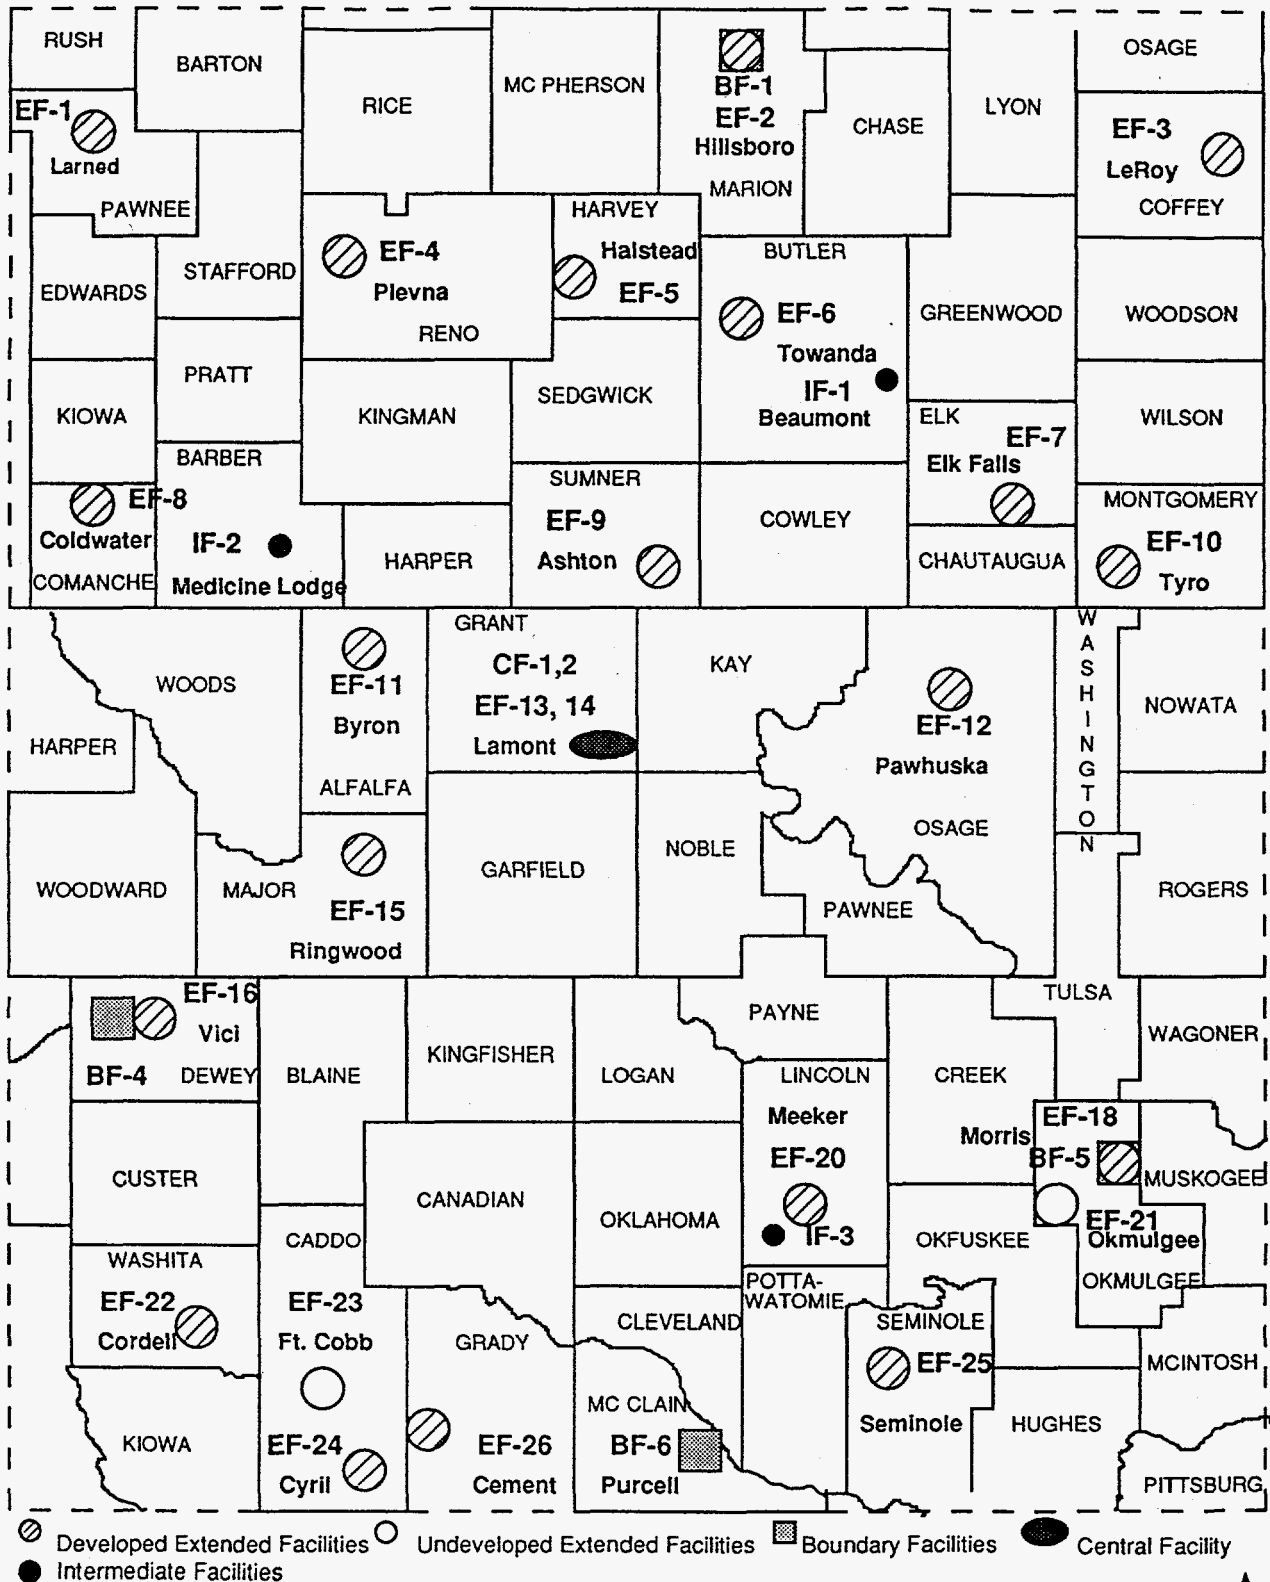 RUSH
BARTON
RICE
MC PHERSON
BF-1
EF-2
Hillsboro
MARION
CHASE
LYON
OSAGE
EF-1
Larned
PAWNEE
EF-3
LeRoy
COFFEY
EDWARDS
STAFFORD
EF-4
Plevna
RENO
HARVEY
Halstead
EF-5
BUTLER
EF-6
Towanda
IF-1
Beaumont
GREENWOOD
WOODSON
KIOWA
PRATT
KINGMAN
SEDGWICK
ELK
EF-7
Elk Falls
WILSON
EF-8
Coldwater
COMANCHE
BARBER
IF-2
Medicine Lodge
HARPER
SUMNER
EF-9
Ashton
COWLEY
CHAUTAUGUA
MONTGOMERY
EF-10
Tyro
HARPER
WOODS
EF-11
Byron
ALFALFA
GRANT
CF-1,2
EF-13, 14
Lamont
KAY
EF-12
Pawhuska
OSAGE
WASHINGTON
NOWATA
WOODWARD
MAJOR
EF-15
Ringwood
GARFIELD
NOBLE
PAWNEE
ROGERS
EF-16
Vici
BF-4 DEWEY
BLAINE
KINGFISHER
LOGAN
PAYNE
LINCOLN
Meeker
EF-20
IF-3
CREEK
TULSA
WAGONER
EF-18
Morris
BF-5
MUSKOGEE
EF-21
Okmulgee
OKMULGEE
CUSTER
CANADIAN
OKLAHOMA
OKFUSKEE
WASHITA
EF-22
Cordell
CADDO
EF-23
Ft. Cobb
GRADY
CLEVELAND
POTTA-
WATOMIE
SEMINOLE
EF-25
Seminole
MCINTOSH
KIOWA
EF-24
Cyril
EF-26
Cement
MC CLAIN
BF-6
Purcell
HUGHES
PITTSBURG
Developed Extended Facilities
Undeveloped Extended Facilities
Boundary Facilities
Central Facility
Intermediate Facilities